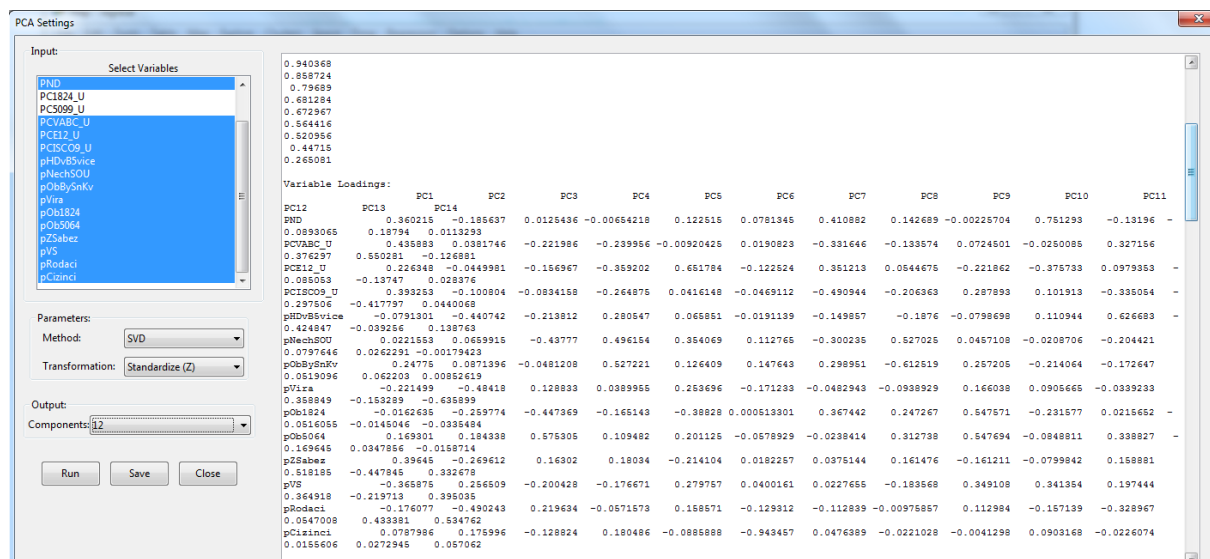 PCA Settings
x
Input:
Select Variables
PND
PC1824_U
PC5099_U
PCVABC_U
PCE12_U
PCISCO9_U
pHDvB5vice
pNechSOU
pObBySnKv
pVira
pOb1824
pOb5064
pZSabez
pVS
pRodaci
pCizinci
Parameters:
Method: SVD
Transformation: Standardize (Z)
Output:
Components: 12
Run Save Close
0.940368
0.858724
0.79689
0.681284
0.672967
0.564416
0.520956
0.44715
0.265081
Variable Loadings:
PC1 PC2 PC3 PC4 PC5 PC6 PC7 PC8 PC9 PC10 PC11
PC12 PC13 PC14
PND 0.360215 -0.185637 0.0125436 -0.00654218 0.122515 0.0781345 0.410882 0.142689 -0.00225704 0.751293 -0.13196 -
0.0893065 0.18794 0.0113293
PCVABC_U 0.435883 0.0381746 -0.221986 -0.239956 -0.00920425 0.0190823 -0.331646 -0.133574 0.0724501 -0.0250085 0.327156
0.376297 0.550281 -0.126881
PCE12_U 0.226348 -0.0449981 -0.156967 -0.359202 0.651784 -0.122524 0.351213 0.0544675 -0.221862 -0.375733 0.0979353 -
0.085053 -0.13747 0.028376
PCISCO9_U 0.393253 -0.100804 -0.0834158 -0.264875 0.0416148 -0.0469112 -0.490944 -0.206363 0.287893 0.101913 -0.335054 -
0.297506 -0.417797 0.0440068
pHDvB5vice -0.0791301 -0.440742 -0.213812 0.280547 0.065851 -0.0191139 -0.149857 -0.1876 -0.0798698 0.110944 0.626683 -
0.424847 -0.039256 0.138763
pNechSOU 0.0221553 0.0659915 -0.43777 0.496154 0.354069 0.112765 -0.300235 0.527025 0.0457108 -0.0208706 -0.204421
0.0797646 0.0262291 -0.00179423
pObBySnKv 0.24775 0.0871396 -0.0481208 0.527221 0.126409 0.147643 0.298951 -0.612519 0.257205 -0.214064 -0.172647
0.0519096 0.062203 0.00852619
pVira -0.221499 -0.48418 0.128833 0.0389955 0.253696 -0.171233 -0.0482943 -0.0938929 0.166038 0.0905665 -0.0339233
0.358849 -0.153289 -0.635899
pOb1824 -0.0162635 -0.259774 -0.447369 -0.165143 -0.38828 0.000513301 0.367442 0.247267 0.547571 -0.231577 0.0215652 -
0.0516055 -0.0145046 -0.0335484
pOb5064 0.169301 0.184338 0.575305 0.109482 0.201125 -0.0578929 -0.0238414 0.312738 0.547694 -0.0848811 0.338827 -
0.169645 0.0347856 -0.0158714
pZSabez 0.39645 -0.269612 0.16302 0.18034 -0.214104 0.0182257 0.0375144 0.161476 -0.161211 -0.0799842 0.158881
0.518185 -0.447845 0.332678
pVS -0.365875 0.256509 -0.200428 -0.176671 0.279757 0.0400161 0.0227655 -0.183568 0.349108 0.341354 0.197444
0.364918 -0.219713 0.395035
pRodaci -0.176077 -0.490243 0.219634 -0.0571573 0.158571 -0.129312 -0.112839 -0.00975857 0.112984 -0.157139 -0.328967
0.0547008 0.433381 0.534762
pCizinci 0.0787986 0.175996 -0.128824 0.180486 -0.0885888 -0.943457 0.0476389 -0.0221028 -0.0041298 0.0903168 -0.0226074
0.0155606 0.0272945 0.057062